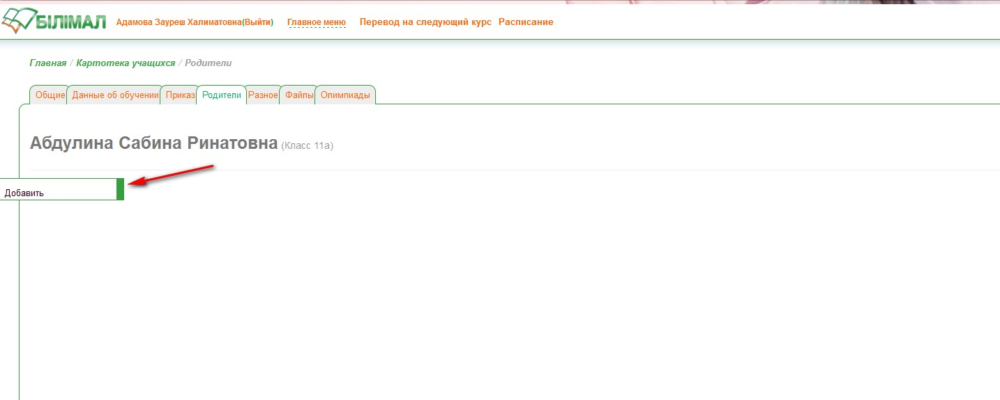 БІЛІМАЛ Адамова Зауреш Халиматовна(Выйти) Главное меню Перевод на следующий курс Расписание
Главная / Картотека учащихся / Родители
Общие Данные об обучении Приказ Родители Разное Файлы Олимпиады
Абдулина Сабина Ринатовна (Класс 11а)
Добавить